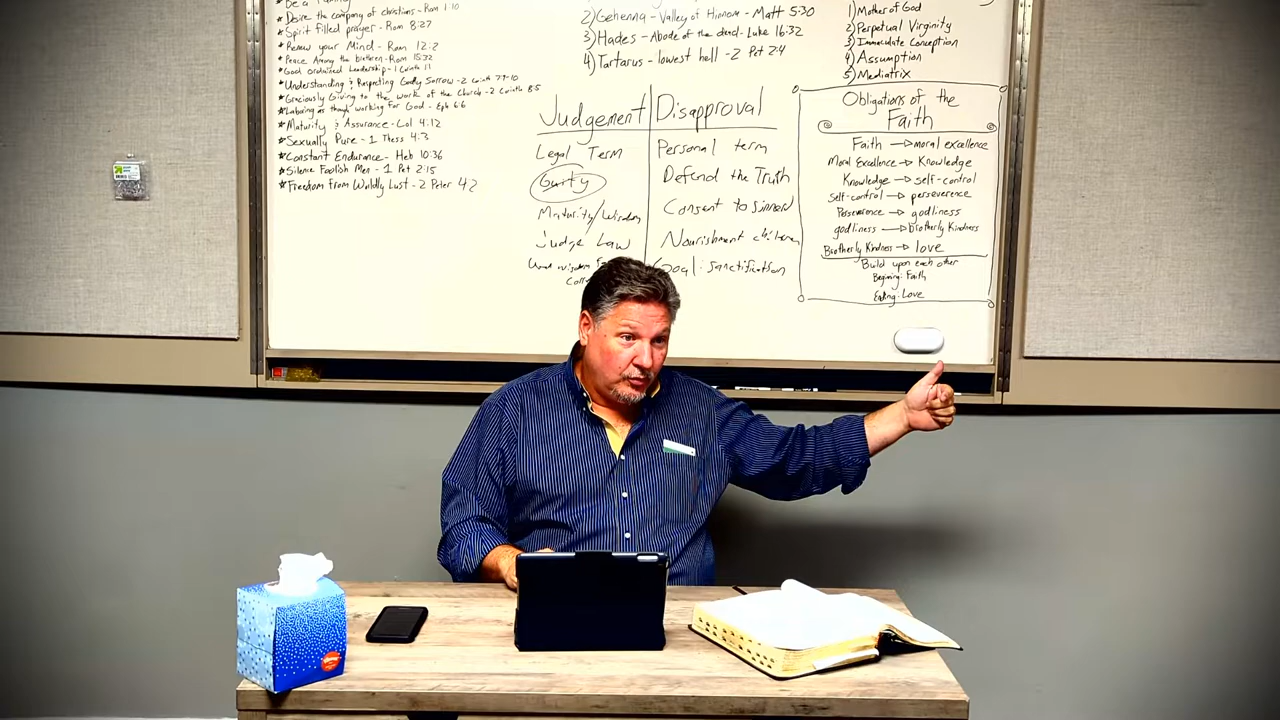 Desire the company of christians - Rom 1:10
* Spirit filled prayer - Rom 8:27
* Renew your Mind - Rom 12:2
* Peace Among the brethren - Rom 15:32
* God ordained Leadership - 1 Corinth 11
* Understanding & Respecting Godly Sorrow - 2 Corinth 7:9-10
* Graciously Giving to the work of the Church - 2 Corinth 8:5
* Laboring as though working For God - Eph 6:6
* Maturity & Assurance - Col 4:12
* Sexually Pure - 1 Thess 4:3
* Constant Endurance - Heb 10:36
* Silence Foolish Men - 1 Pet 2:15
* Freedom From Worldly Lust - 2 Peter 4 2
2) Gehenna - Valley of Hinnom - Matt 5:30
3) Hades - Abode of the dead - Luke 16:32
4) Tartarus - lowest hell - 2 Pet 2:4
Judgement
Legal Term
Guilty
Maturity/Wisdom
Judge Law
Disapproval
Personal term
Defend the Truth
Consent to sinned
Nourishment children
Goal: Sanctification
1) Mother of God
2) Perpetual Virginity
3) Immaculate Conception
4) Assumption
5) Mediatrix
Obligations of the
Faith
Faith → moral excellence
Moral Excellence → Knowledge
Knowledge → self-control
Self-control → perseverence
Perseverence → godliness
godliness → brotherly Kindness
Brotherly Kindness → love
Build upon each other
Begining: Faith
Ending: Love